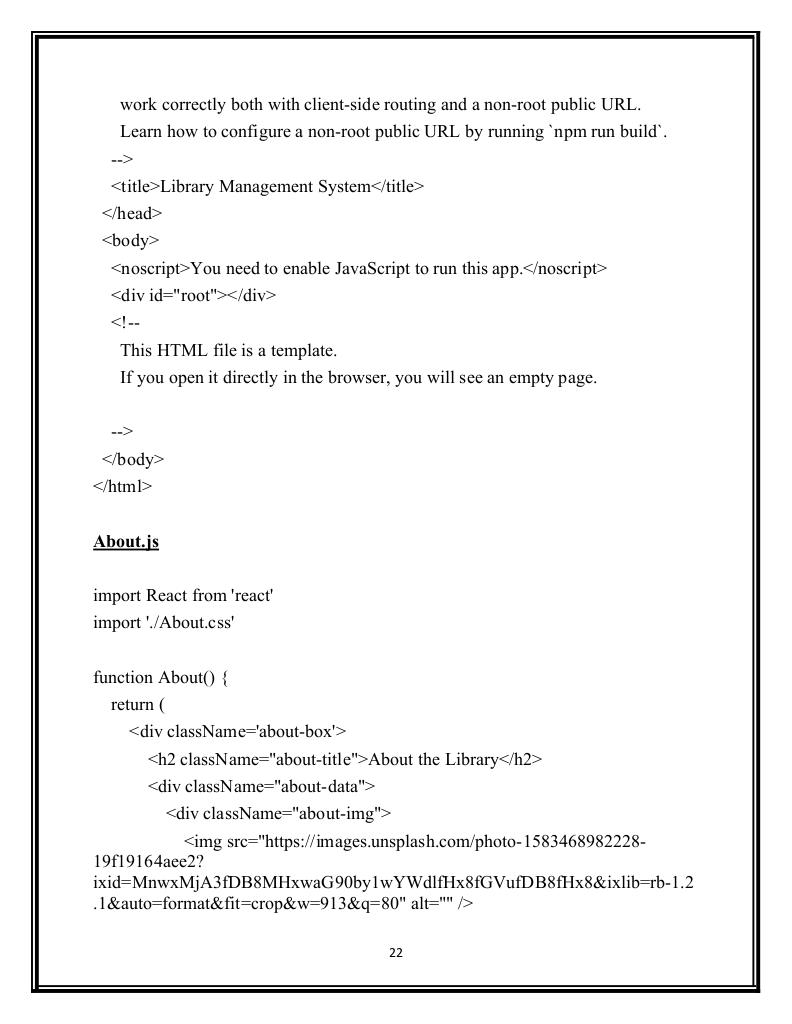 work correctly both with client-side routing and a non-root public URL.
Learn how to configure a non-root public URL by running `npm run build`.
-->
<title>Library Management System</title>
</head>
<body>
<noscript>You need to enable JavaScript to run this app.</noscript>
<div id="root"></div>
<!--
This HTML file is a template.
If you open it directly in the browser, you will see an empty page.
-->
</body>
</html>
About.js
import React from 'react'
import './About.css'
function About() {
return (
<div className='about-box'>
<h2 className="about-title">About the Library</h2>
<div className="about-data">
<div className="about-img">
<img src="https://images.unsplash.com/photo-1583468982228-
19f19164aee2?
ixid=MnwxMjA3fDB8MHxwaG90by1wYWdlfHx8fGVufDB8fHx8&ixlib=rb-1.2
.1&auto=format&fit=crop&w=913&q=80" alt="" />
22